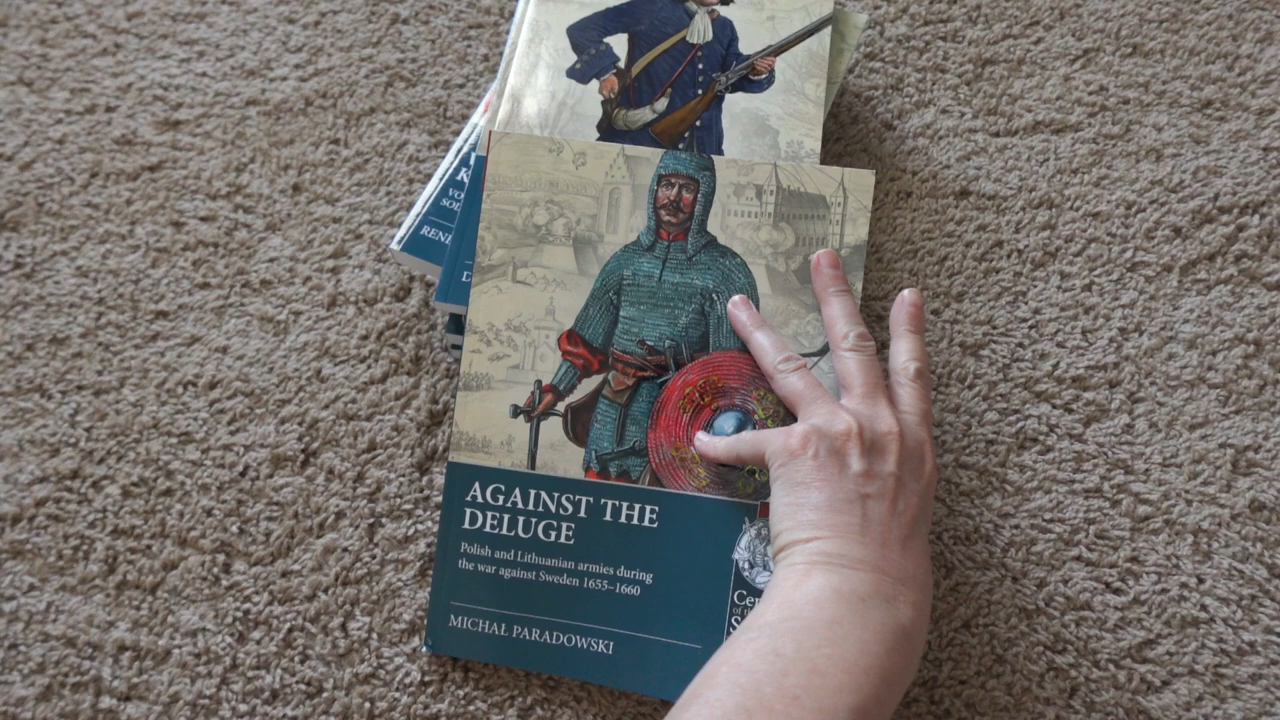 AGAINST THE
DELUGE
Polish and Lithuanian armies during
the war against Sweden 1655–1660
MICHAŁ PARADOWSKI